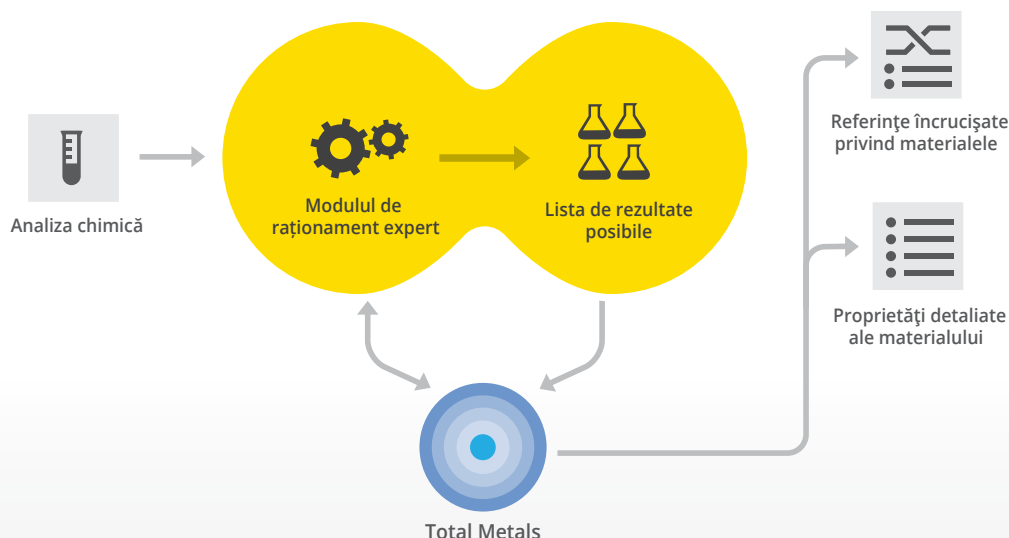 Analiza chimică
Modulul de
raționament expert
Lista de rezultate
posibile
Referinţe încrucişate
privind materialele
Proprietăţi detaliate
ale materialului
Total Metals